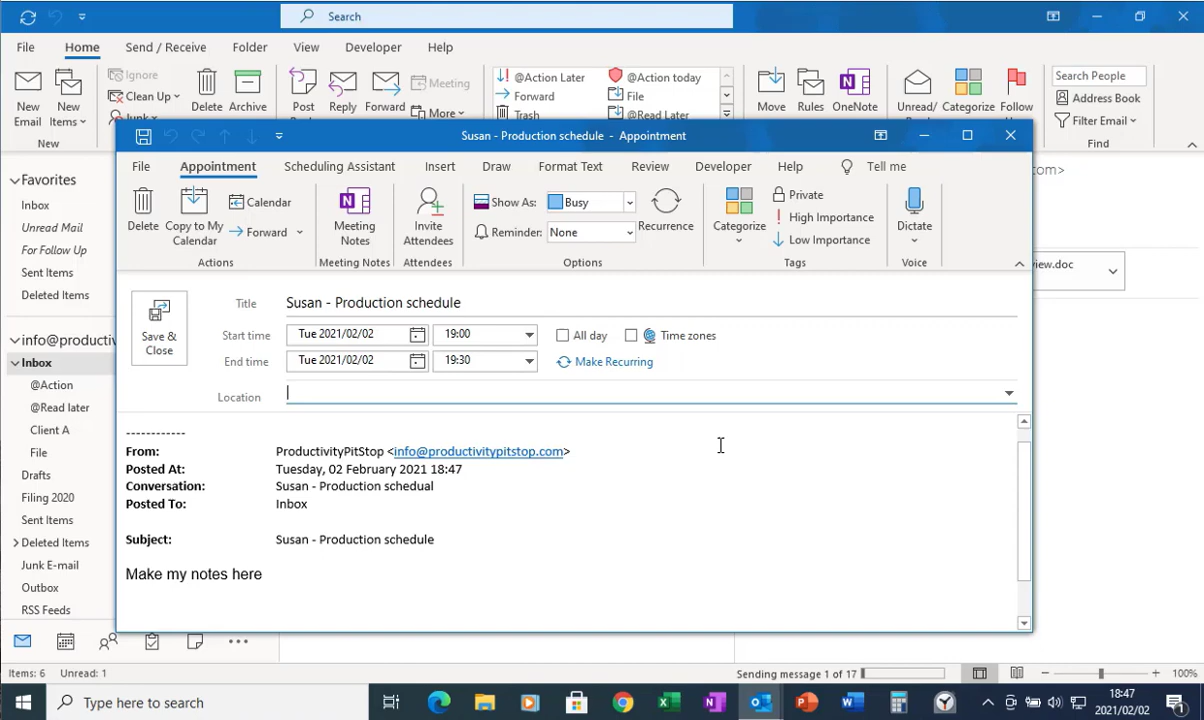 Search
File Home Send / Receive Folder View Developer Help
New Email
New Items
New
Ignore
Clean Up
Junk
Delete
Archive
Post
Reply
Forward
Meeting
More
@Action Later
Forward
Trash
@Action today
File
@Read Later
Move
Rules
OneNote
Unread/
Categorize
Follow
Search People
Address Book
Filter Email
Find
Susan - Production schedule - Appointment
File Appointment Scheduling Assistant Insert Draw Format Text Review Developer Help Tell me
Delete
Copy to My Calendar
Calendar
Forward
Actions
Meeting Notes
Meeting Notes
Invite Attendees
Attendees
Show As: Busy
Reminder: None
Recurrence
Options
Categorize
Private
High Importance
Low Importance
Tags
Dictate
Voice
Save & Close
Title Susan - Production schedule
Start time Tue 2021/02/02 19:00 All day Time zones
End time Tue 2021/02/02 19:30 Make Recurring
Location
------------
From: ProductivityPitStop <info@productivitypitstop.com>
Posted At: Tuesday, 02 February 2021 18:47
Conversation: Susan - Production schedual
Posted To: Inbox
Subject: Susan - Production schedule
Make my notes here
Favorites
Inbox
Unread Mail
For Follow Up
Sent Items
Deleted Items
info@productiv
Inbox
@Action
@Read later
Client A
File
Drafts
Filing 2020
Sent Items
Deleted Items
Junk E-mail
Outbox
RSS Feeds
com>
view.doc
Items: 6 Unread: 1
Sending message 1 of 17
100%
Type here to search
18:47
2021/02/02
1